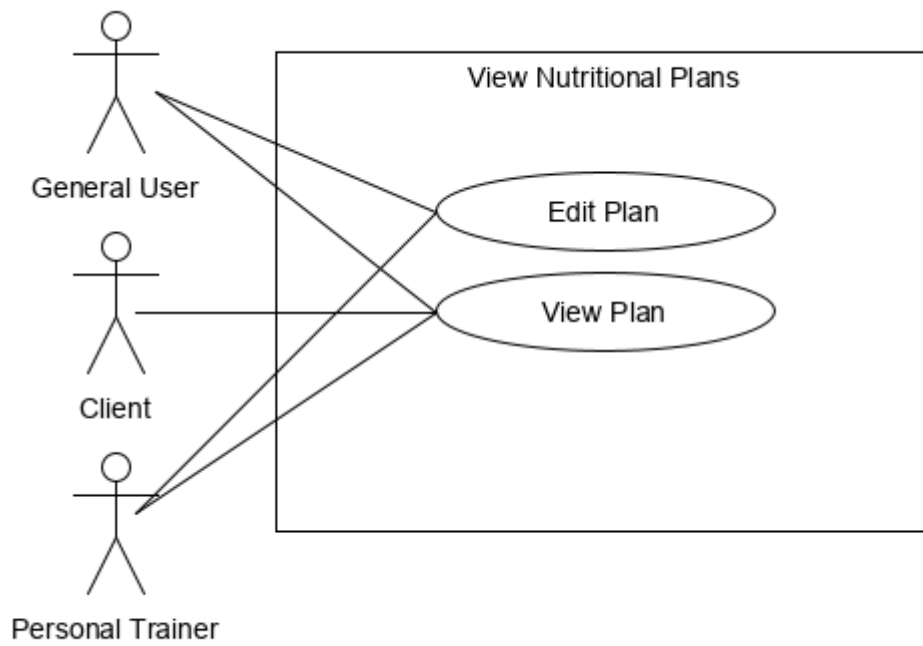 View Nutritional Plans
General User
Edit Plan
View Plan
Client
Personal Trainer